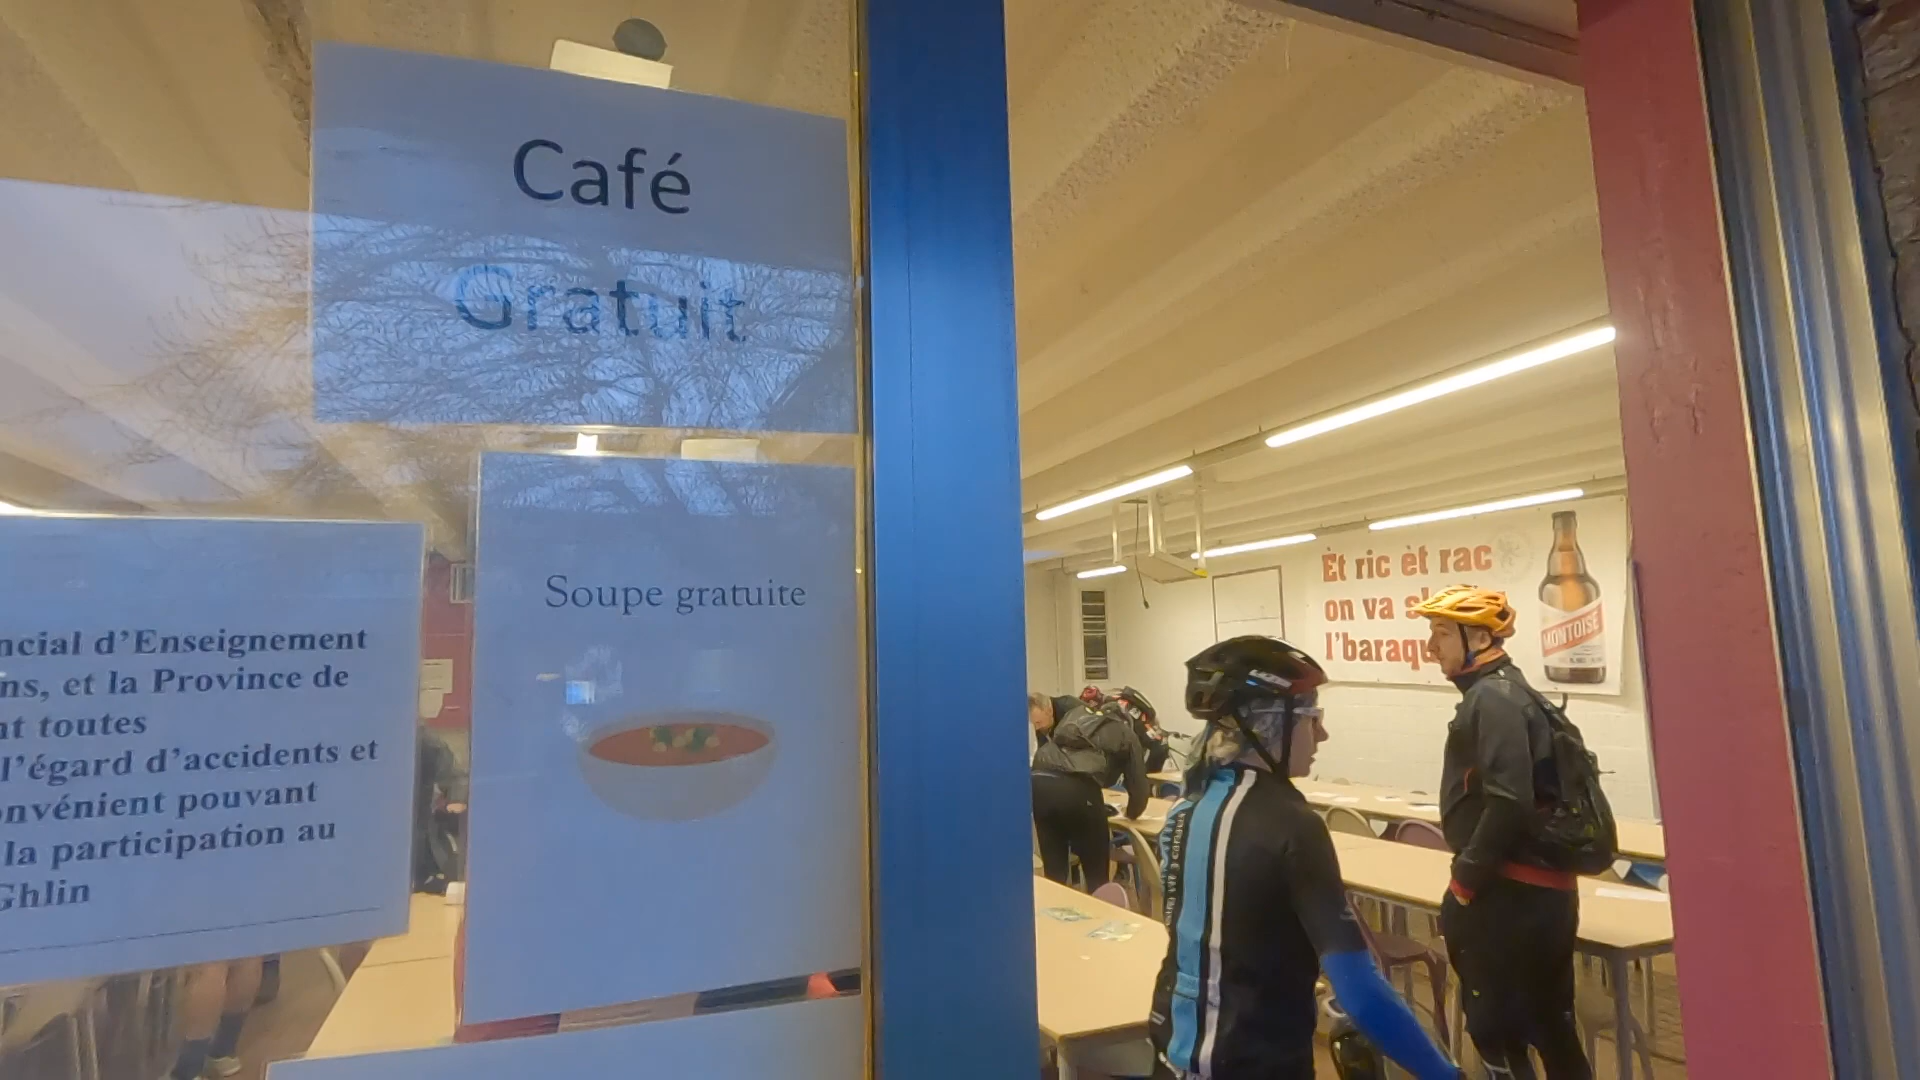 Café
Gratuit
Soupe gratuite
ncial d'Enseignement
ns, et la Province de
nt toutes
l'égard d'accidents et
onvénient pouvant
la participation au
Ghlin
Èt ric èt rac
on va
l'baraqu
MONTOISE